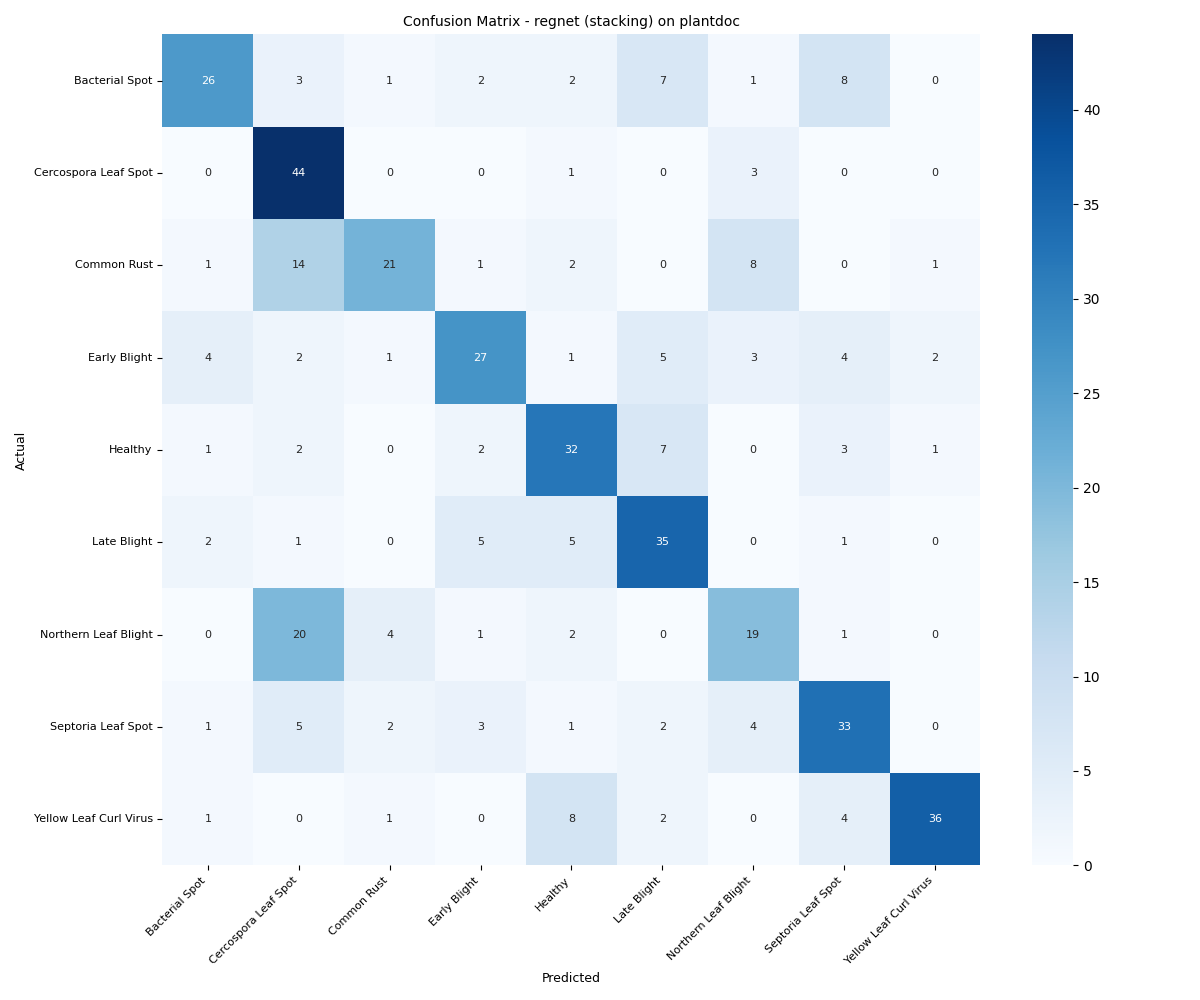 Confusion Matrix - regnet (stacking) on plantdoc
Actual
Bacterial Spot 26 3 1 2 2 7 1 8 0
Cercospora Leaf Spot 0 44 0 0 1 0 3 0 0
Common Rust 1 14 21 1 2 0 8 0 1
Early Blight 4 2 1 27 1 5 3 4 2
Healthy 1 2 0 2 32 7 0 3 1
Late Blight 2 1 0 5 5 35 0 1 0
Northern Leaf Blight 0 20 4 1 2 0 19 1 0
Septoria Leaf Spot 1 5 2 3 1 2 4 33 0
Yellow Leaf Curl Virus 1 0 1 0 8 2 0 4 36
Bacterial Spot
Cercospora Leaf Spot
Common Rust
Early Blight
Healthy
Late Blight
Northern Leaf Blight
Septoria Leaf Spot
Yellow Leaf Curl Virus
Predicted
40
35
30
25
20
15
10
5
0